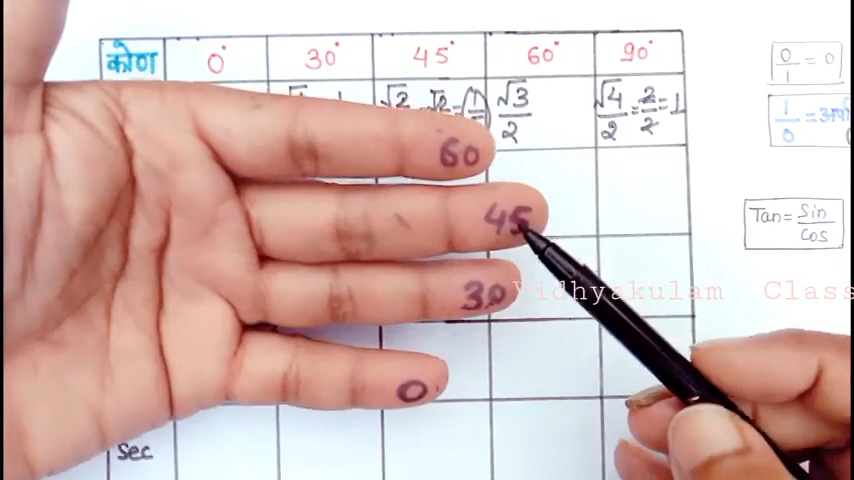 कोण 0° 30° 45° 60° 90°
√3/2 √4/2 = 2/2 = 1
0/1 = 0
1/0 =
Tan = Sin/Cos
60
45
30
0
Vidhyakulam Class
Sec